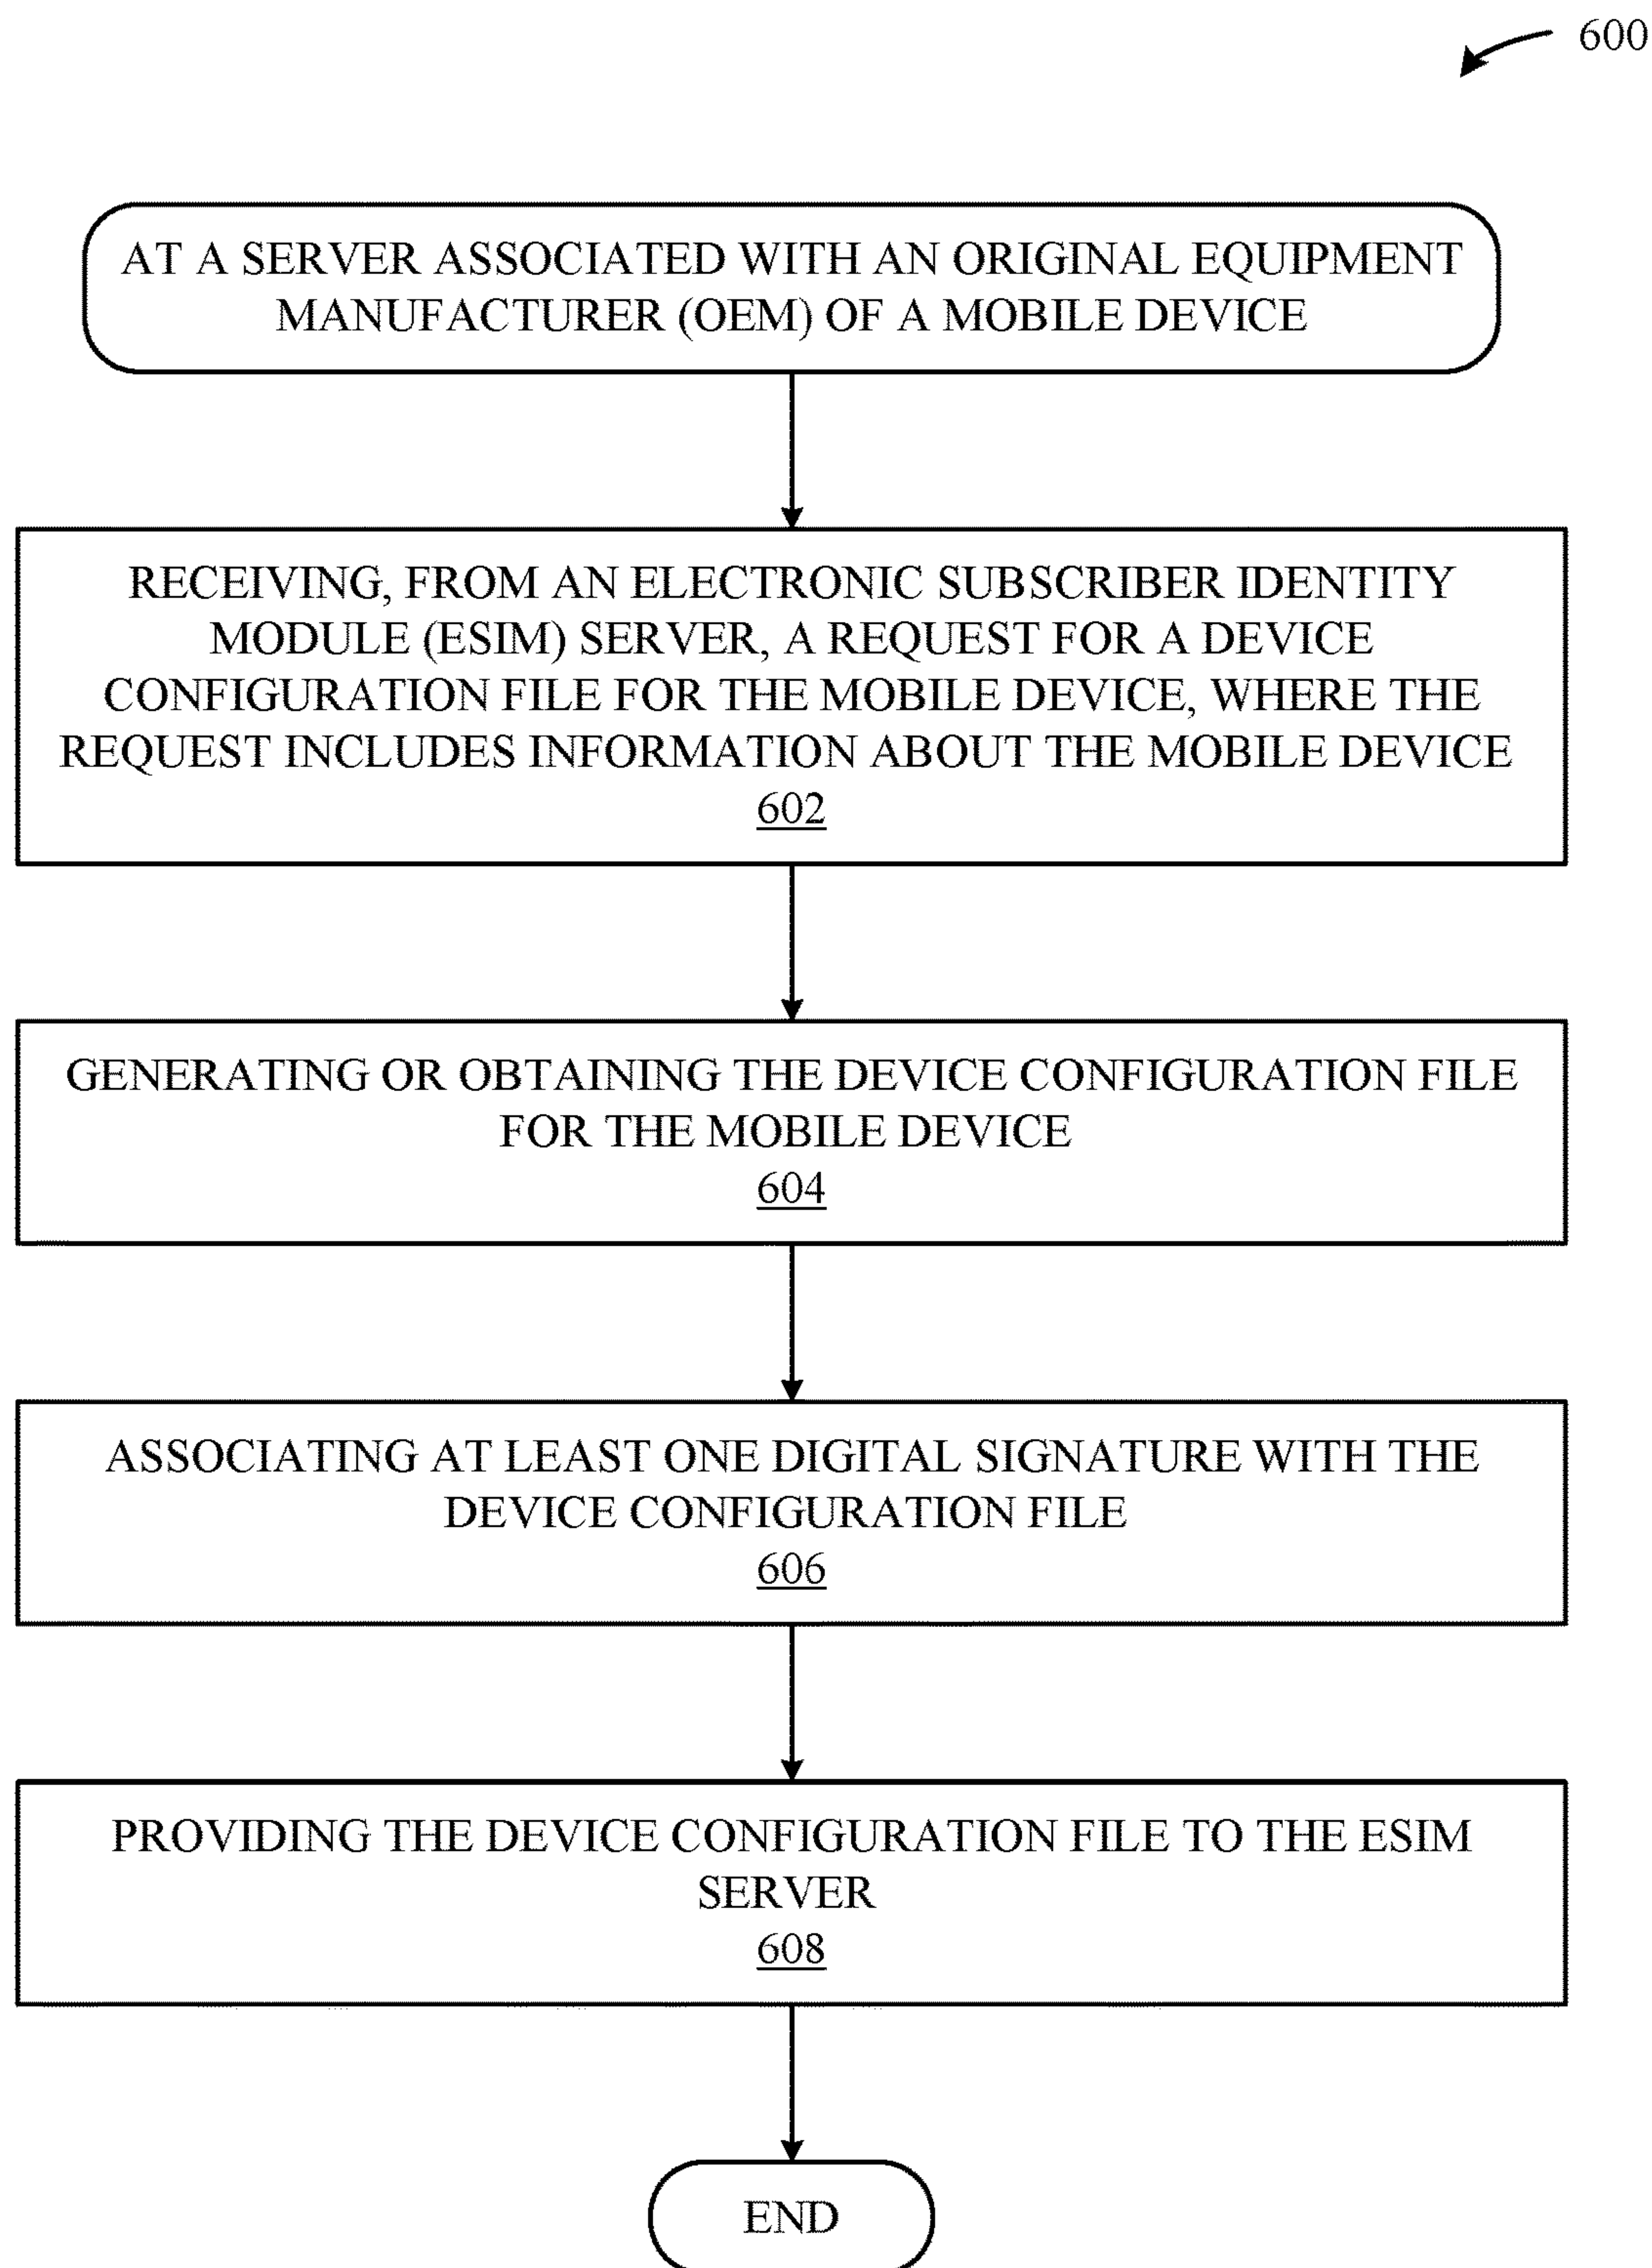 600
AT A SERVER ASSOCIATED WITH AN ORIGINAL EQUIPMENT
MANUFACTURER (OEM) OF A MOBILE DEVICE
RECEIVING, FROM AN ELECTRONIC SUBSCRIBER IDENTITY
MODULE (ESIM) SERVER, A REQUEST FOR A DEVICE
CONFIGURATION FILE FOR THE MOBILE DEVICE, WHERE THE
REQUEST INCLUDES INFORMATION ABOUT THE MOBILE DEVICE
602
GENERATING OR OBTAINING THE DEVICE CONFIGURATION FILE
FOR THE MOBILE DEVICE
604
ASSOCIATING AT LEAST ONE DIGITAL SIGNATURE WITH THE
DEVICE CONFIGURATION FILE
606
PROVIDING THE DEVICE CONFIGURATION FILE TO THE ESIM
SERVER
608
END